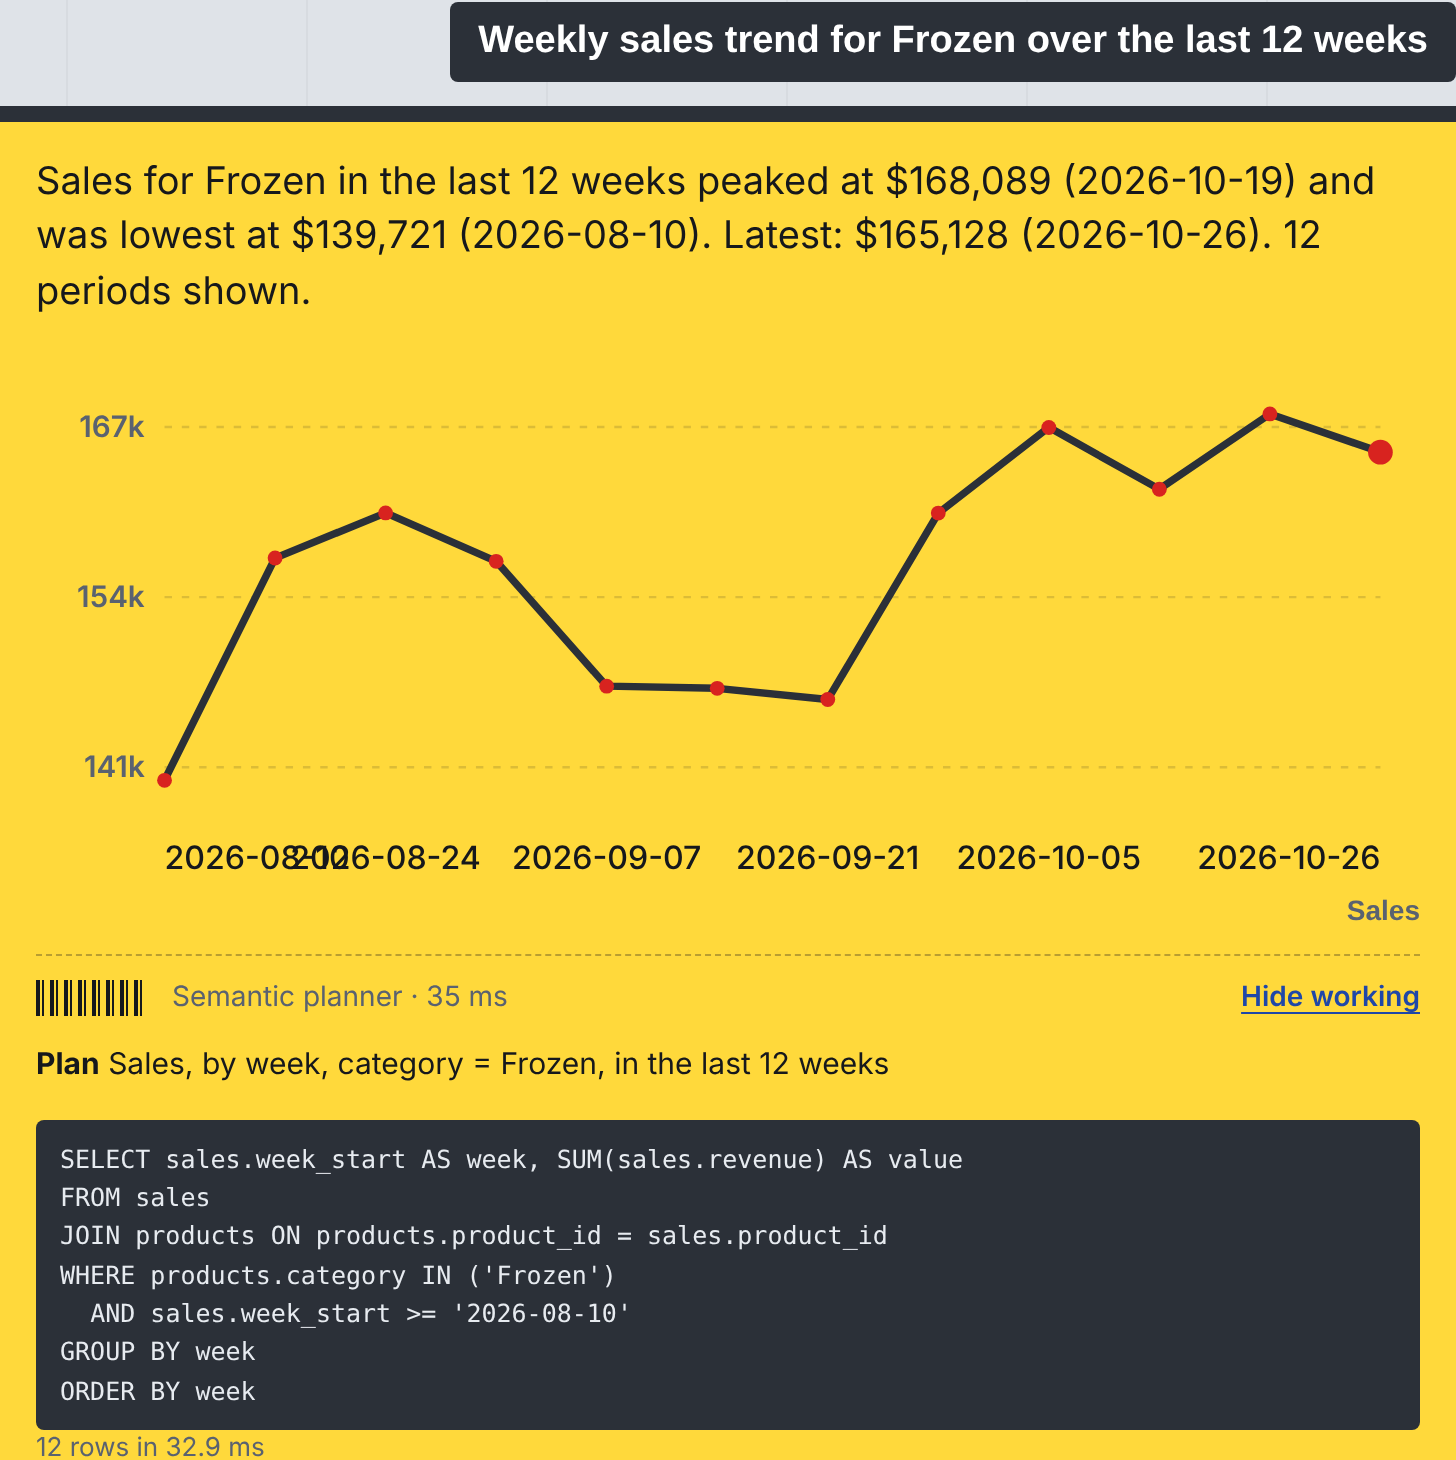 Weekly sales trend for Frozen over the last 12 weeks
Sales for Frozen in the last 12 weeks peaked at $168,089 (2026-10-19) and
was lowest at $139,721 (2026-08-10). Latest: $165,128 (2026-10-26). 12
periods shown.
167k
154k
141k
2026-08-10 2026-08-24 2026-09-07 2026-09-21 2026-10-05 2026-10-26
Sales
Semantic planner · 35 ms Hide working
Plan Sales, by week, category = Frozen, in the last 12 weeks
SELECT sales.week_start AS week, SUM(sales.revenue) AS value
FROM sales
JOIN products ON products.product_id = sales.product_id
WHERE products.category IN ('Frozen')
  AND sales.week_start >= '2026-08-10'
GROUP BY week
ORDER BY week
12 rows in 32.9 ms